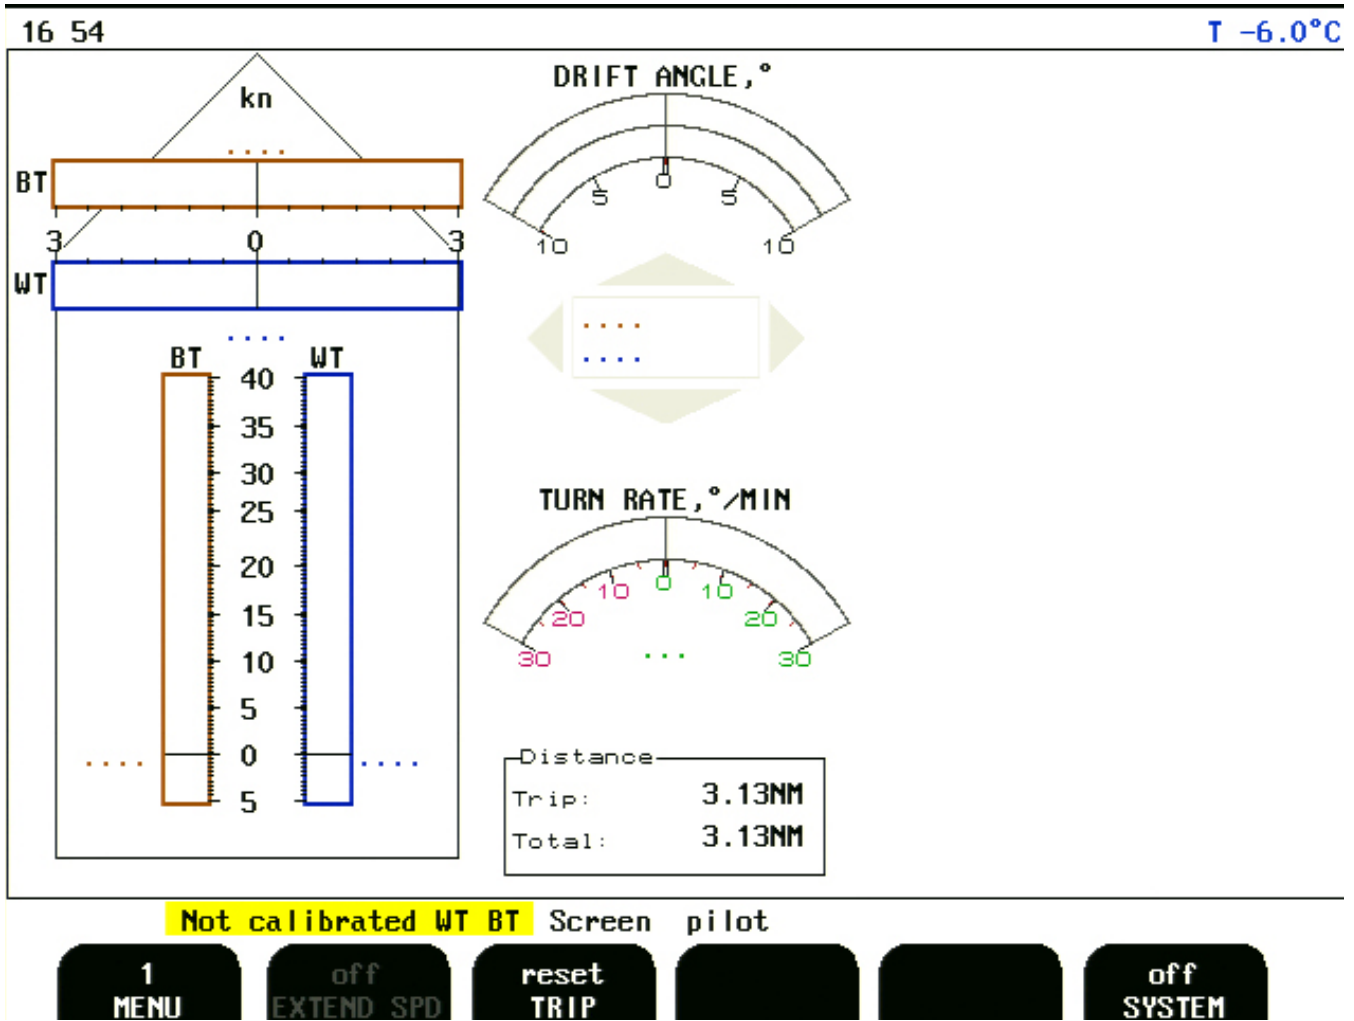 16 54
T -6.0°C
kn
....
BT
3 0 3
WT
....
BT WT
40
35
30
25
20
15
10
5
0
.... ....
5
DRIFT ANGLE,°
10 5 0 5 10
....
....
TURN RATE,°/MIN
30 20 10 0 10 20 30
...
Distance
Trip: 3.13NM
Total: 3.13NM
Not calibrated WT BT Screen pilot
1
MENU
off
EXTEND SPD
reset
TRIP
off
SYSTEM